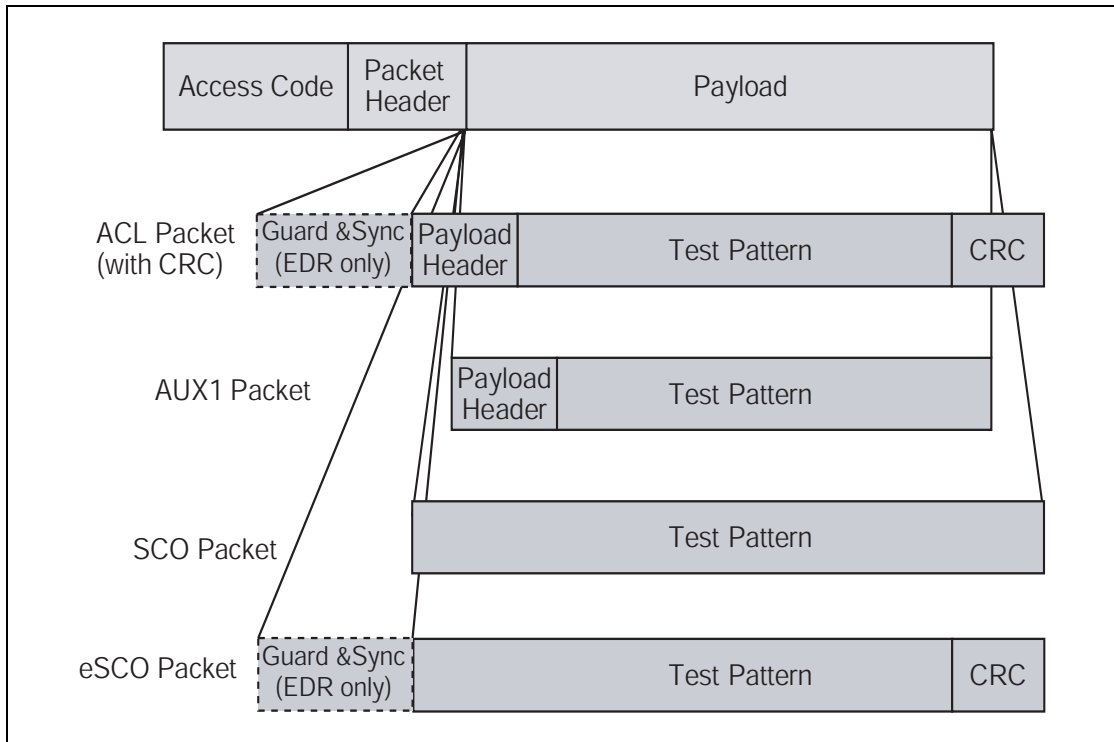 Access Code
Packet
Header
Payload
ACL Packet
(with CRC)
Guard &Sync
(EDR only)
Payload
Header
Test Pattern
CRC
AUX1 Packet
Payload
Header
Test Pattern
SCO Packet
Test Pattern
eSCO Packet
Guard &Sync
(EDR only)
Test Pattern
CRC